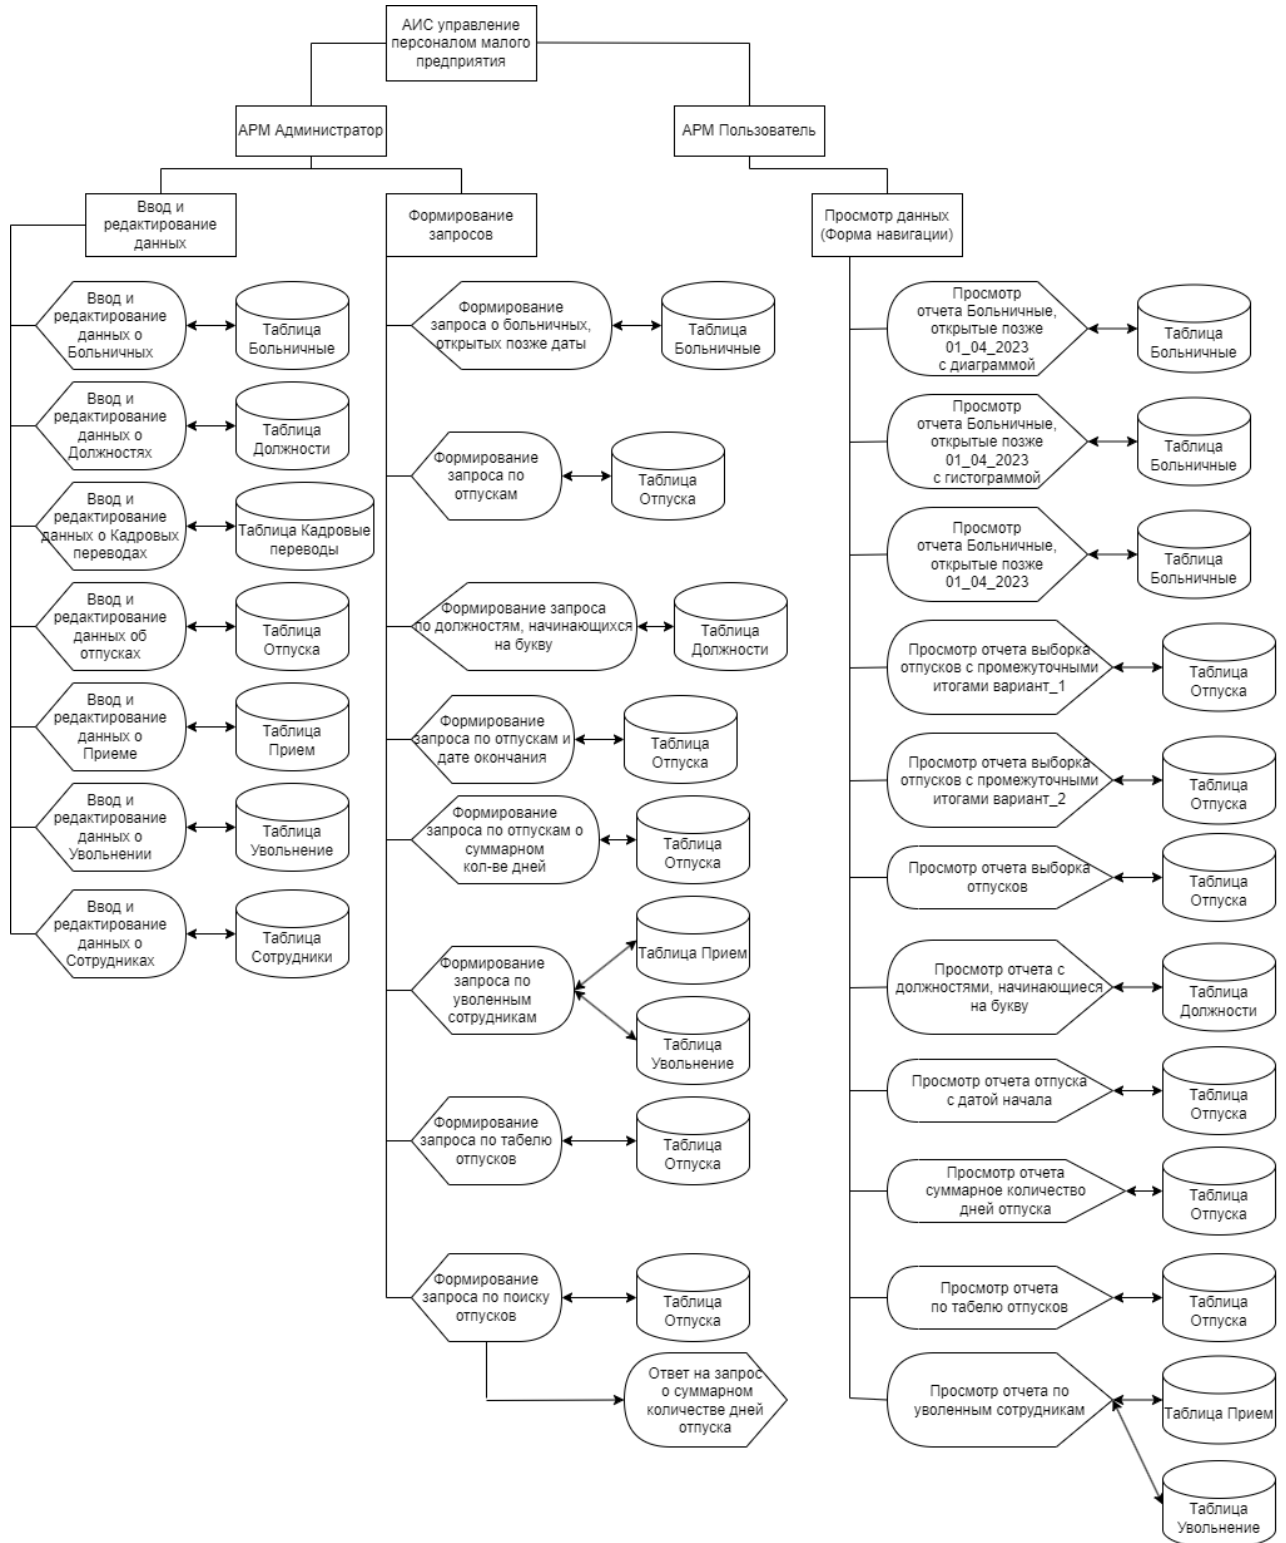 АИС управление
персоналом малого
предприятия
АРМ Администратор
АРМ Пользователь
Ввод и
редактирование
данных
Формирование
запросов
Просмотр данных
(Форма навигации)
Ввод и
редактирование
данных о
Больничных
Таблица
Больничные
Ввод и
редактирование
данных о
Должностях
Таблица
Должности
Ввод и
редактирование
данных о Кадровых
переводах
Таблица Кадровые
переводы
Ввод и
редактирование
данных об
отпусках
Таблица
Отпуска
Ввод и
редактирование
данных о
Приеме
Таблица
Прием
Ввод и
редактирование
данных о
Увольнении
Таблица
Увольнение
Ввод и
редактирование
данных о
Сотрудниках
Таблица
Сотрудники
Формирование
запроса о больничных,
открытых позже даты
Таблица
Больничные
Формирование
запроса по
отпускам
Таблица
Отпуска
Формирование запроса
по должностям, начинающихся
на букву
Таблица
Должности
Формирование
запроса по отпускам и
дате окончания
Таблица
Отпуска
Формирование
запроса по отпускам о
суммарном
кол-ве дней
Таблица
Отпуска
Формирование
запроса по
уволенным
сотрудникам
Таблица Прием
Таблица
Увольнение
Формирование
запроса по табелю
отпусков
Таблица
Отпуска
Формирование
запроса по поиску
отпусков
Таблица
Отпуска
Ответ на запрос
о суммарном
количестве дней
отпуска
Просмотр
отчета Больничные,
открытые позже
01_04_2023
с диаграммой
Таблица
Больничные
Просмотр
отчета Больничные,
открытые позже
01_04_2023
с гистограммой
Таблица
Больничные
Просмотр
отчета Больничные,
открытые позже
01_04_2023
Таблица
Больничные
Просмотр отчета выборка
отпусков с промежуточными
итогами вариант_1
Таблица
Отпуска
Просмотр отчета выборка
отпусков с промежуточными
итогами вариант_2
Таблица
Отпуска
Просмотр отчета выборка
отпусков
Таблица
Отпуска
Просмотр отчета с
должностями, начинающиеся
на букву
Таблица
Должности
Просмотр отчета отпуска
с датой начала
Таблица
Отпуска
Просмотр отчета
суммарное количество
дней отпуска
Таблица
Отпуска
Просмотр отчета
по табелю отпусков
Таблица
Отпуска
Просмотр отчета по
уволенным сотрудникам
Таблица Прием
Таблица
Увольнение